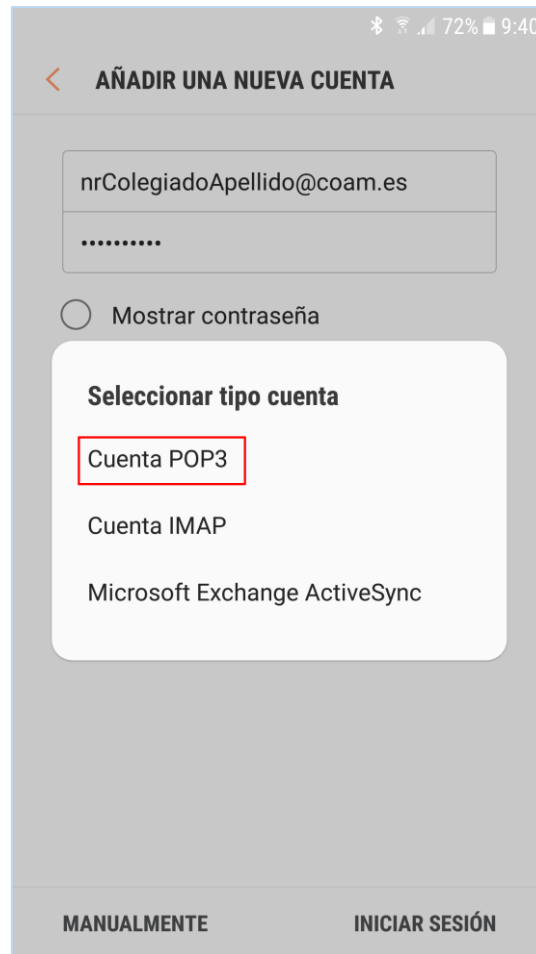 72% 9:40
AÑADIR UNA NUEVA CUENTA
nrColegiadoApellido@coam.es
••••••••••
Mostrar contraseña
Seleccionar tipo cuenta
Cuenta POP3
Cuenta IMAP
Microsoft Exchange ActiveSync
MANUALMENTE INICIAR SESIÓN